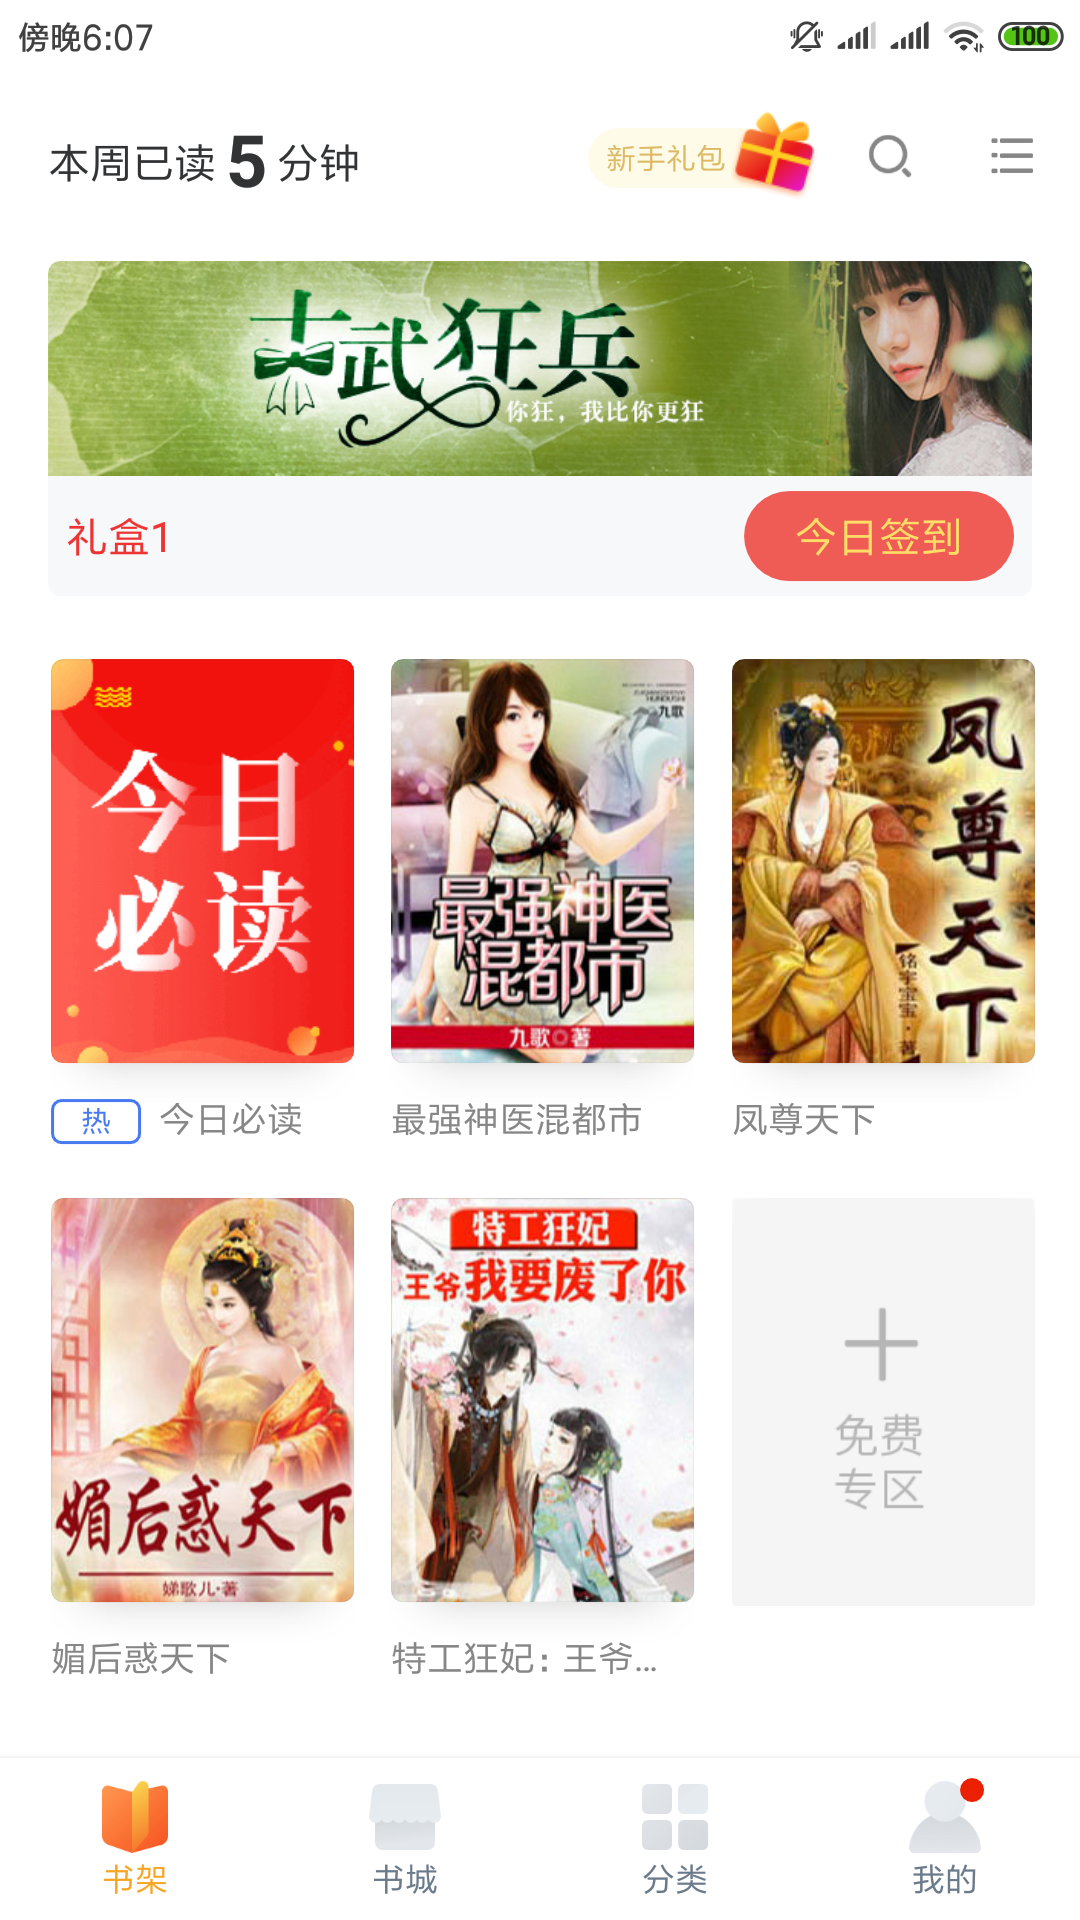 傍晚6:07
100
本周已读 5 分钟
新手礼包
古武狂兵
你狂，我比你更狂
礼盒1
今日签到
今日
必读
九歌
最强神医
混都市
九歌◎著
凤尊天下
铭宇宝宝·著
热 今日必读
最强神医混都市
凤尊天下
媚后惑天下
娣歌儿·著
特工狂妃
王爷我要废了你
免费
专区
媚后惑天下
特工狂妃：王爷...
书架
书城
分类
我的